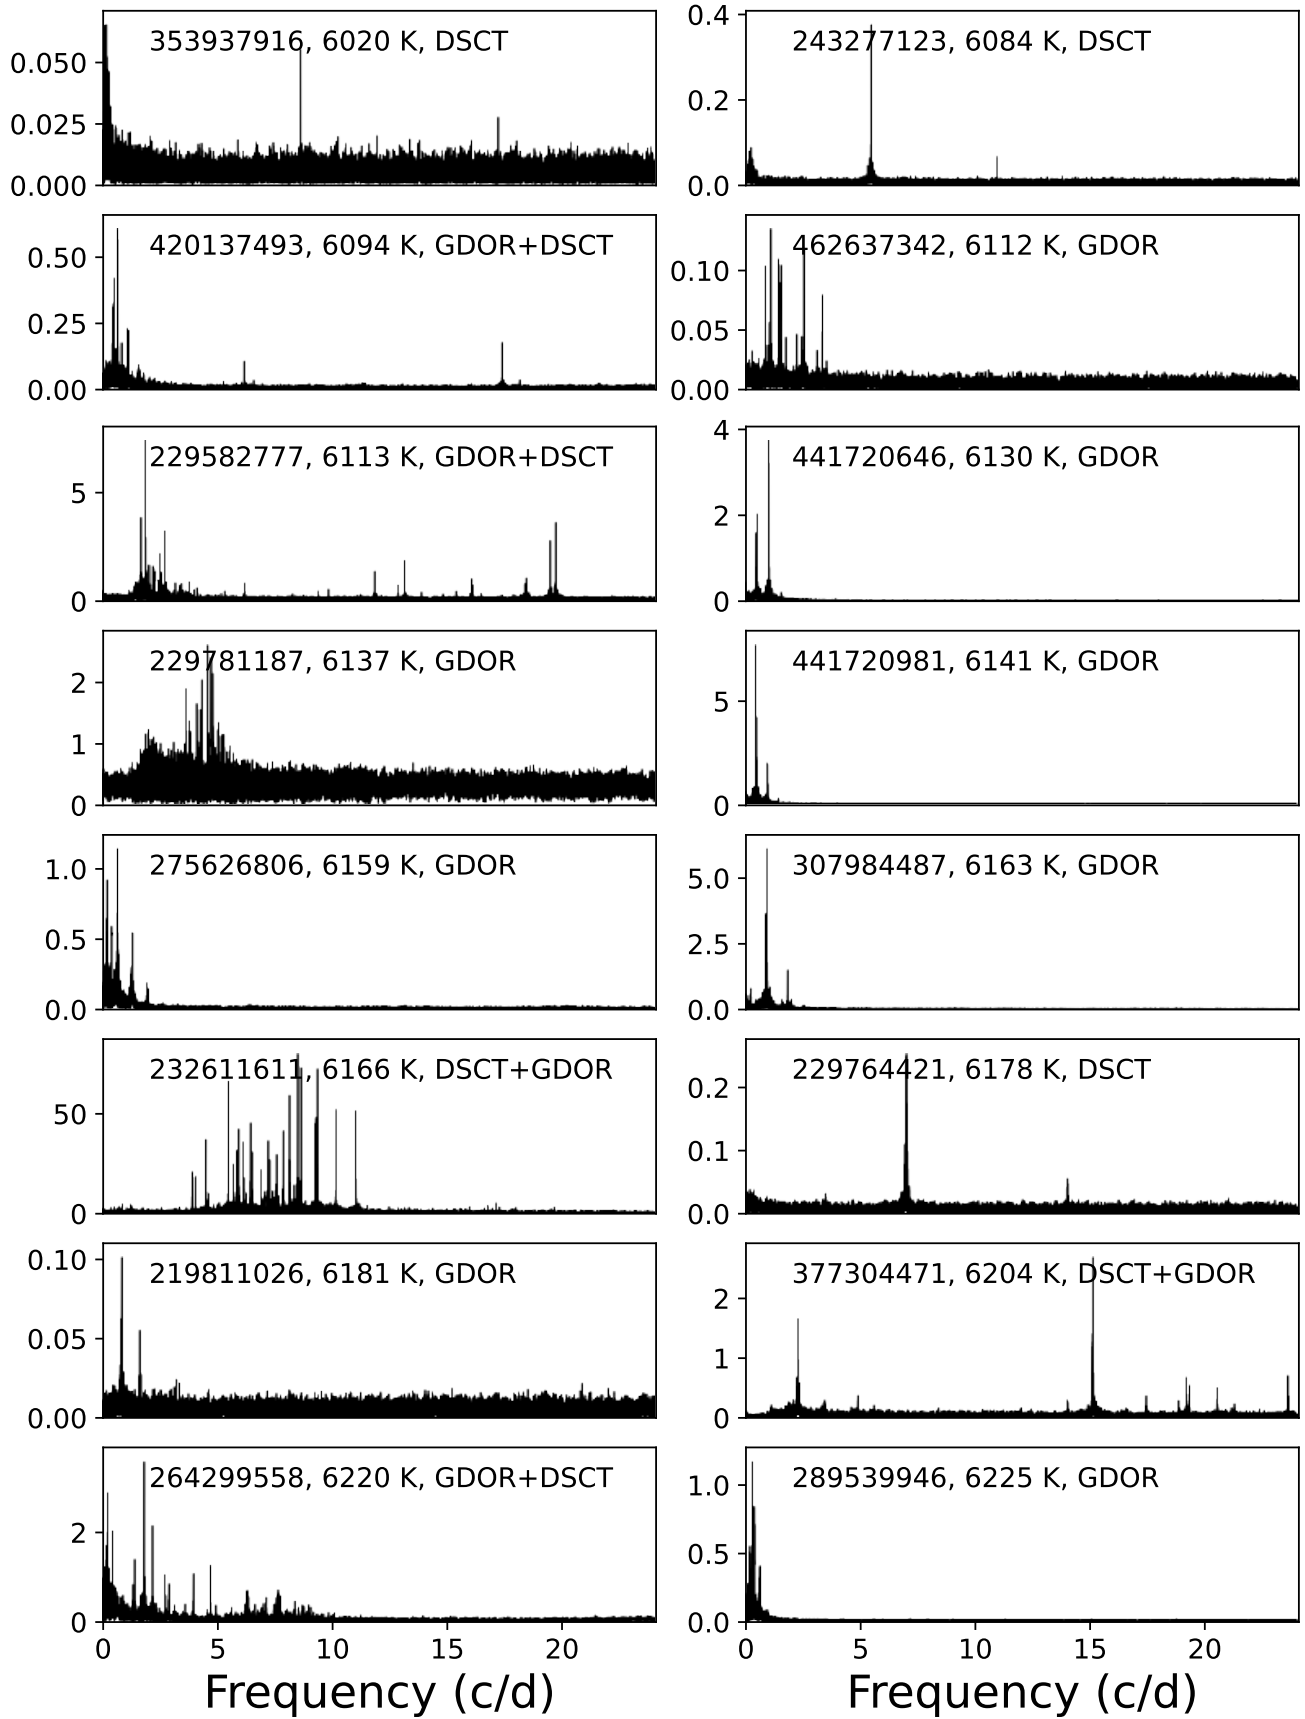 353937916, 6020 K, DSCT
0.050
0.025
0.000
243277123, 6084 K, DSCT
0.4
0.2
0.0
420137493, 6094 K, GDOR+DSCT
0.50
0.25
0.00
462637342, 6112 K, GDOR
0.10
0.05
0.00
229582777, 6113 K, GDOR+DSCT
5
0
441720646, 6130 K, GDOR
4
2
0
229781187, 6137 K, GDOR
2
1
0
441720981, 6141 K, GDOR
5
0
275626806, 6159 K, GDOR
1.0
0.5
0.0
307984487, 6163 K, GDOR
5.0
2.5
0.0
232611611, 6166 K, DSCT+GDOR
50
0
229764421, 6178 K, DSCT
0.2
0.1
0.0
219811026, 6181 K, GDOR
0.10
0.05
0.00
377304471, 6204 K, DSCT+GDOR
2
1
0
264299558, 6220 K, GDOR+DSCT
2
0
289539946, 6225 K, GDOR
1.0
0.5
0.0
0 5 10 15 20
0 5 10 15 20
Frequency (c/d)
Frequency (c/d)